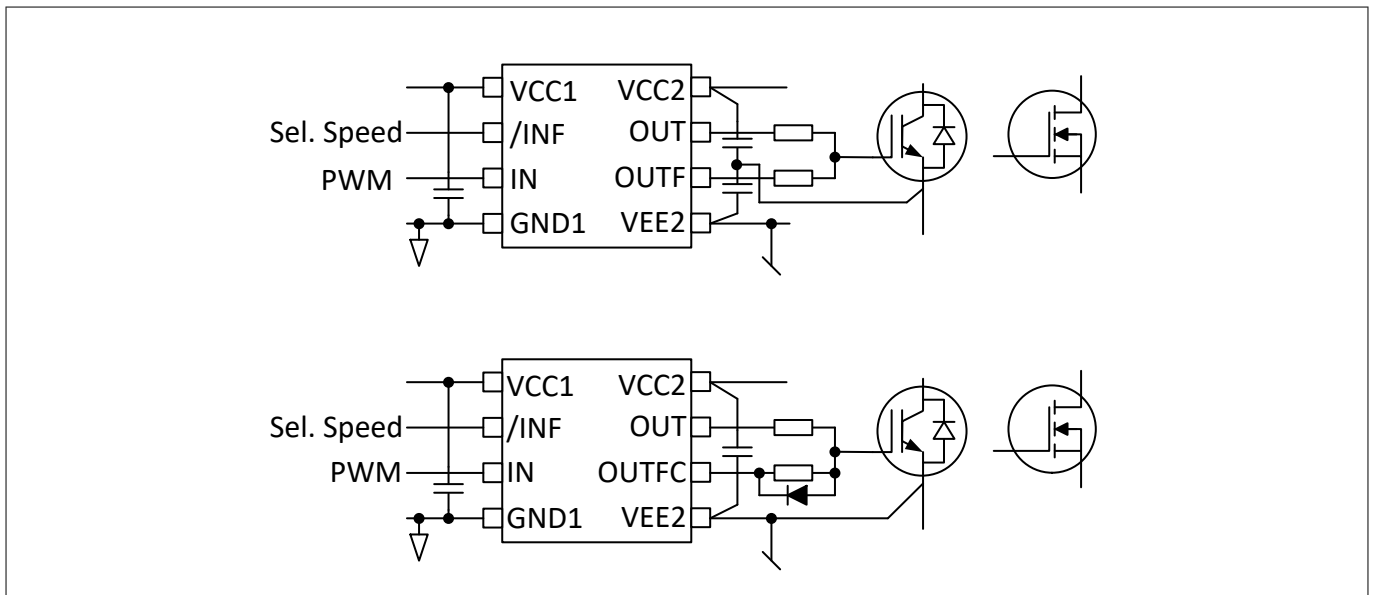 VCC1 VCC2
Sel. Speed /INF OUT
PWM IN OUTF
GND1 VEE2
VCC1 VCC2
Sel. Speed /INF OUT
PWM IN OUTFC
GND1 VEE2